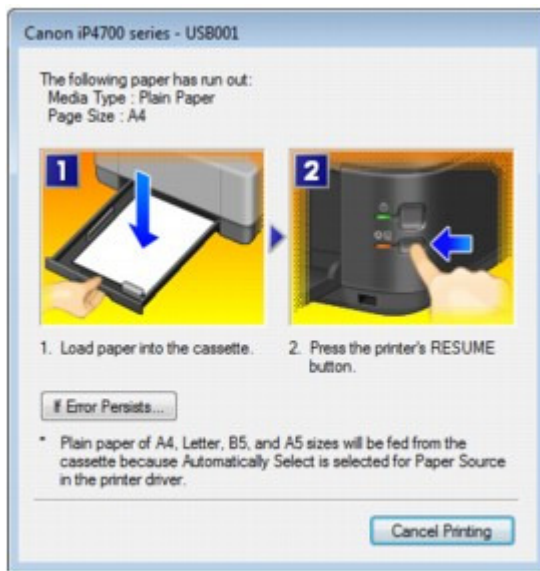 Canon iP4700 series - USB001
The following paper has run out:
Media Type : Plain Paper
Page Size : A4
1
2
1. Load paper into the cassette.
2. Press the printer's RESUME
button.
If Error Persists...
* Plain paper of A4, Letter, B5, and A5 sizes will be fed from the
cassette because Automatically Select is selected for Paper Source
in the printer driver.
Cancel Printing